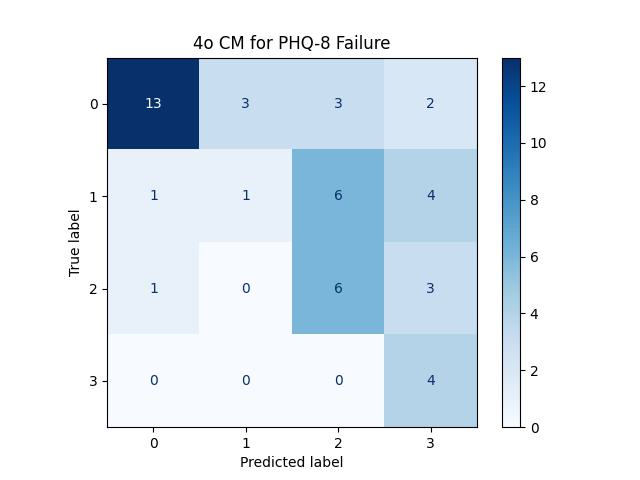 4o CM for PHQ-8 Failure
True label
0 13 3 3 2
1 1 1 6 4
2 1 0 6 3
3 0 0 0 4
0 1 2 3
Predicted label
12
10
8
6
4
2
0